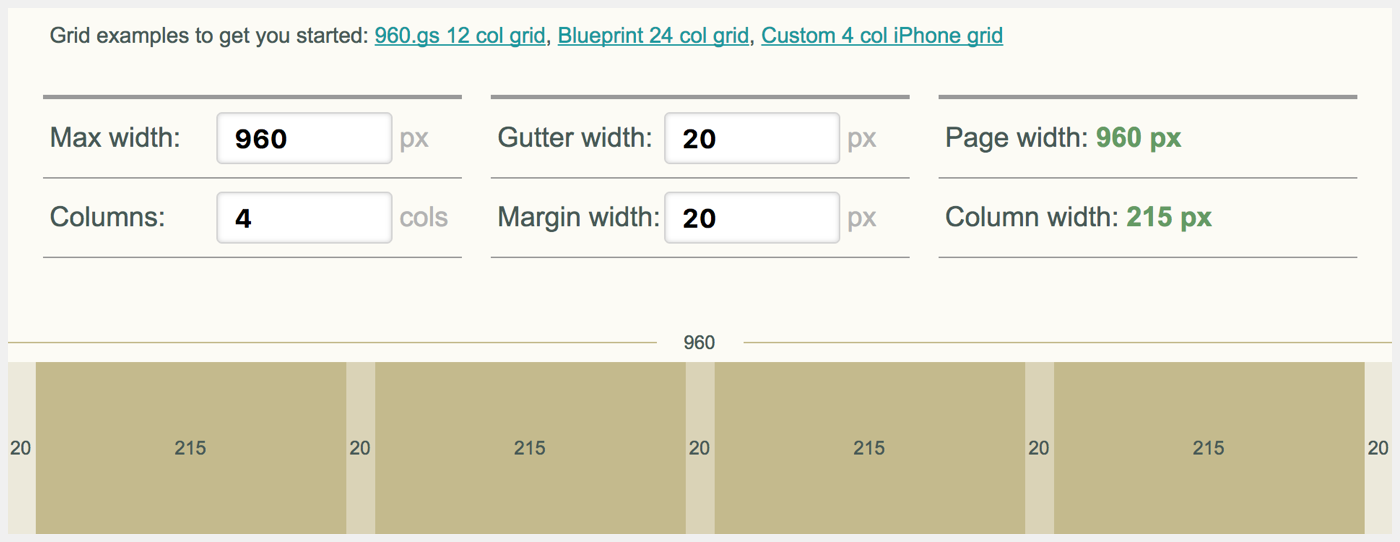 Grid examples to get you started: 960.gs 12 col grid, Blueprint 24 col grid, Custom 4 col iPhone grid
Max width: 960 px Gutter width: 20 px Page width: 960 px
Columns: 4 cols Margin width: 20 px Column width: 215 px
960
20 215 20 215 20 215 20 215 20